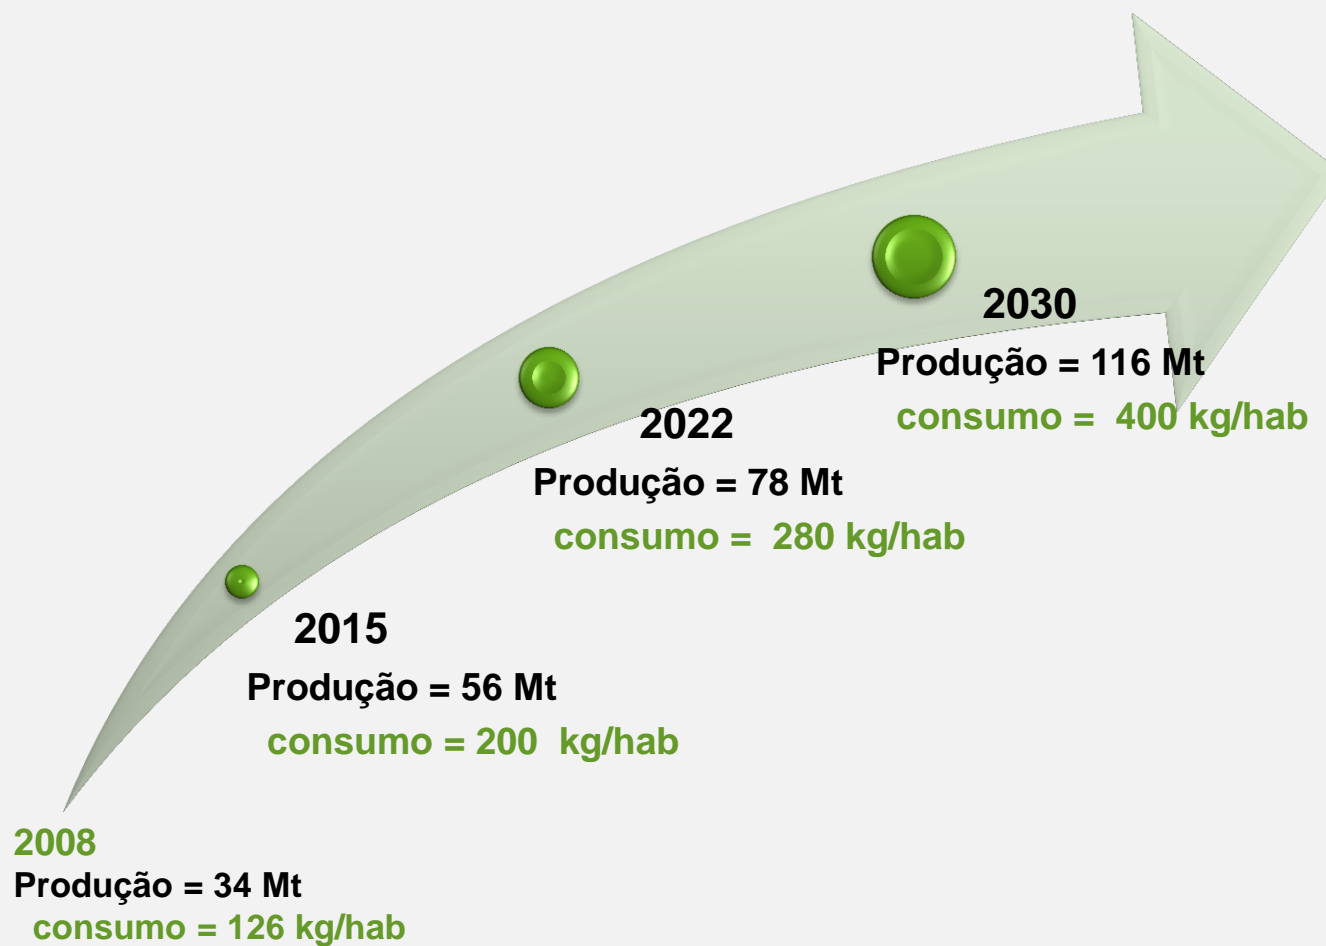 2030
Produção = 116 Mt
consumo = 400 kg/hab
2022
Produção = 78 Mt
consumo = 280 kg/hab
2015
Produção = 56 Mt
consumo = 200 kg/hab
2008
Produção = 34 Mt
consumo = 126 kg/hab